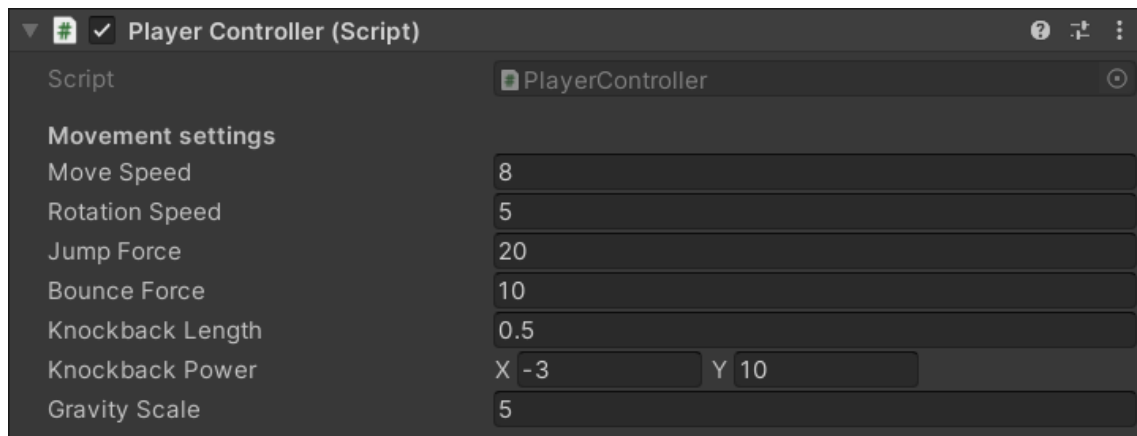 Player Controller (Script)
Script PlayerController
Movement settings
Move Speed 8
Rotation Speed 5
Jump Force 20
Bounce Force 10
Knockback Length 0.5
Knockback Power X -3 Y 10
Gravity Scale 5